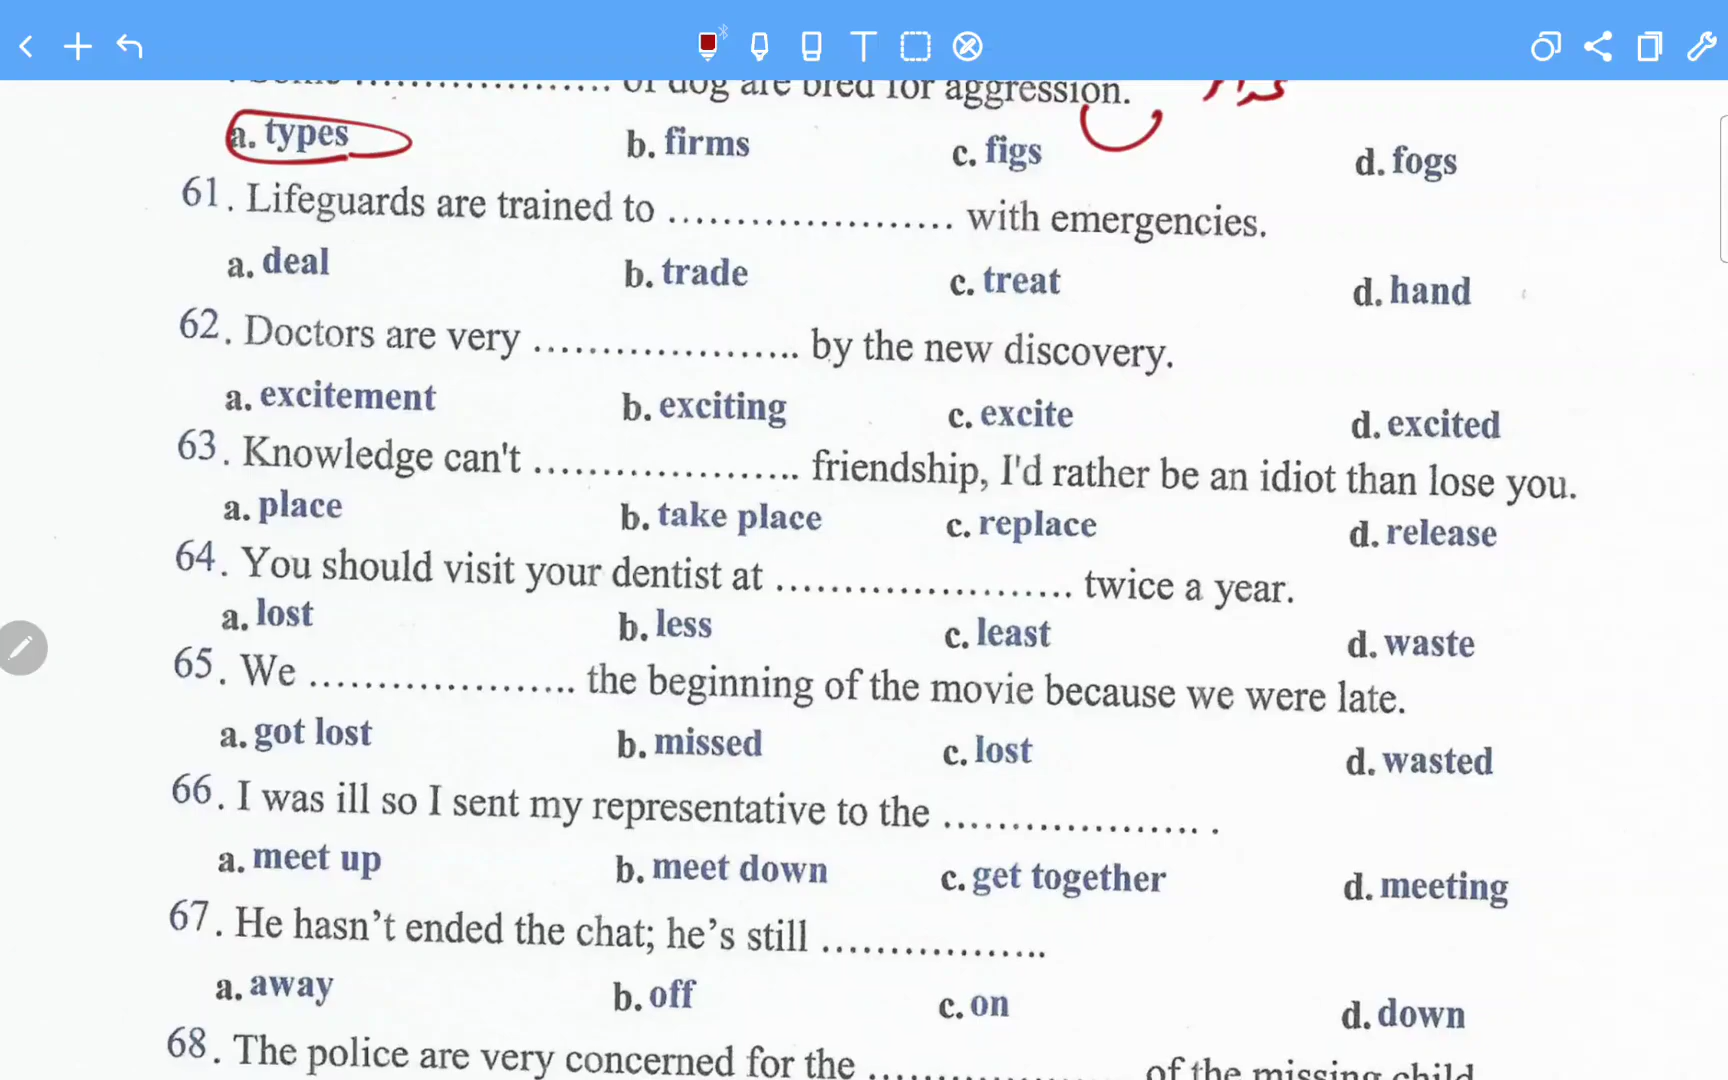 . Some .................. of dog are bred for aggression.
a. types b. firms c. figs d. fogs
61. Lifeguards are trained to .................... with emergencies.
a. deal b. trade c. treat d. hand
62. Doctors are very ................... by the new discovery.
a. excitement b. exciting c. excite d. excited
63. Knowledge can't ................... friendship, I'd rather be an idiot than lose you.
a. place b. take place c. replace d. release
64. You should visit your dentist at ..................... twice a year.
a. lost b. less c. least d. waste
65. We ................... the beginning of the movie because we were late.
a. got lost b. missed c. lost d. wasted
66. I was ill so I sent my representative to the ................... .
a. meet up b. meet down c. get together d. meeting
67. He hasn’t ended the chat; he’s still ................
a. away b. off c. on d. down
68. The police are very concerned for the .................... of the missing child